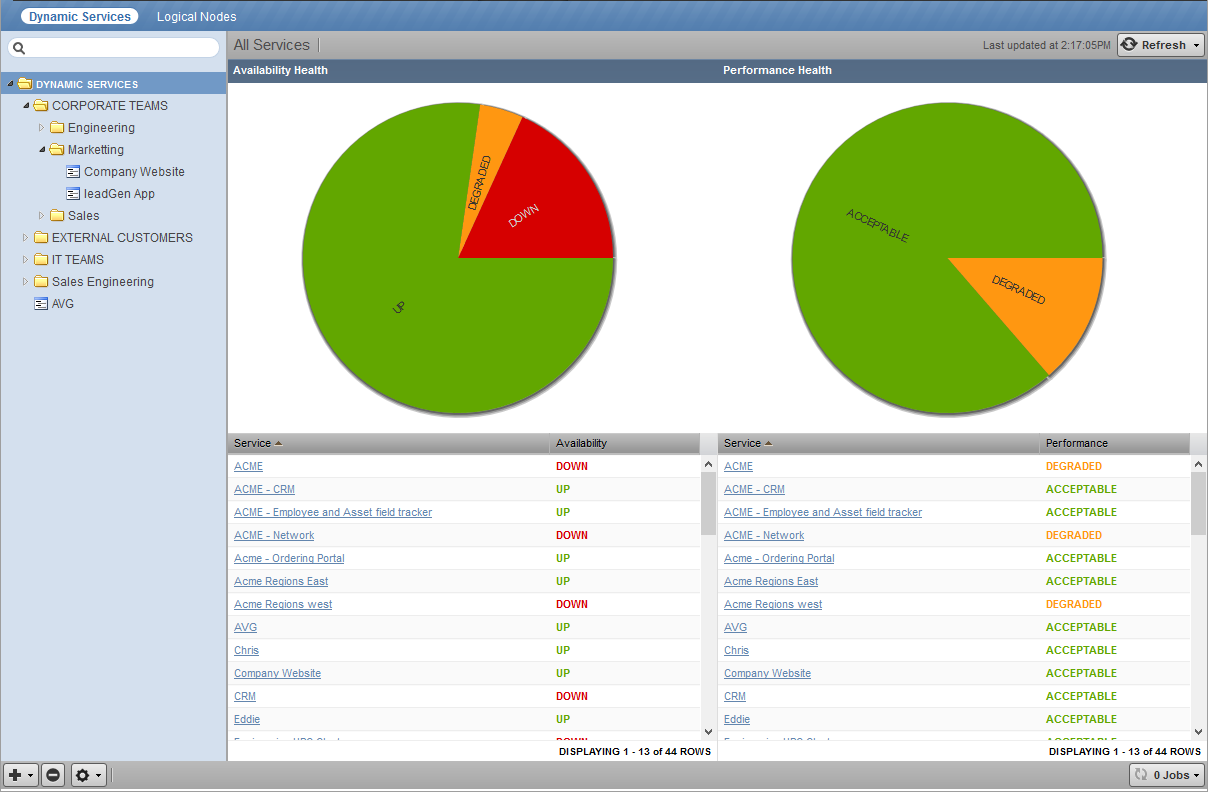 Dynamic Services Logical Nodes
All Services
Last updated at 2:17:05PM Refresh
DYNAMIC SERVICES
CORPORATE TEAMS
Engineering
Marketting
Company Website
leadGen App
Sales
EXTERNAL CUSTOMERS
IT TEAMS
Sales Engineering
AVG
Availability Health
DEGRADED
DOWN
UP
Performance Health
ACCEPTABLE
DEGRADED
Service Availability
ACME DOWN
ACME - CRM UP
ACME - Employee and Asset field tracker UP
ACME - Network DOWN
Acme - Ordering Portal UP
Acme Regions East UP
Acme Regions west DOWN
AVG UP
Chris UP
Company Website UP
CRM DOWN
Eddie UP
DISPLAYING 1 - 13 of 44 ROWS
Service Performance
ACME DEGRADED
ACME - CRM ACCEPTABLE
ACME - Employee and Asset field tracker ACCEPTABLE
ACME - Network DEGRADED
Acme - Ordering Portal ACCEPTABLE
Acme Regions East ACCEPTABLE
Acme Regions west DEGRADED
AVG ACCEPTABLE
Chris ACCEPTABLE
Company Website ACCEPTABLE
CRM ACCEPTABLE
Eddie ACCEPTABLE
DISPLAYING 1 - 13 of 44 ROWS
0 Jobs